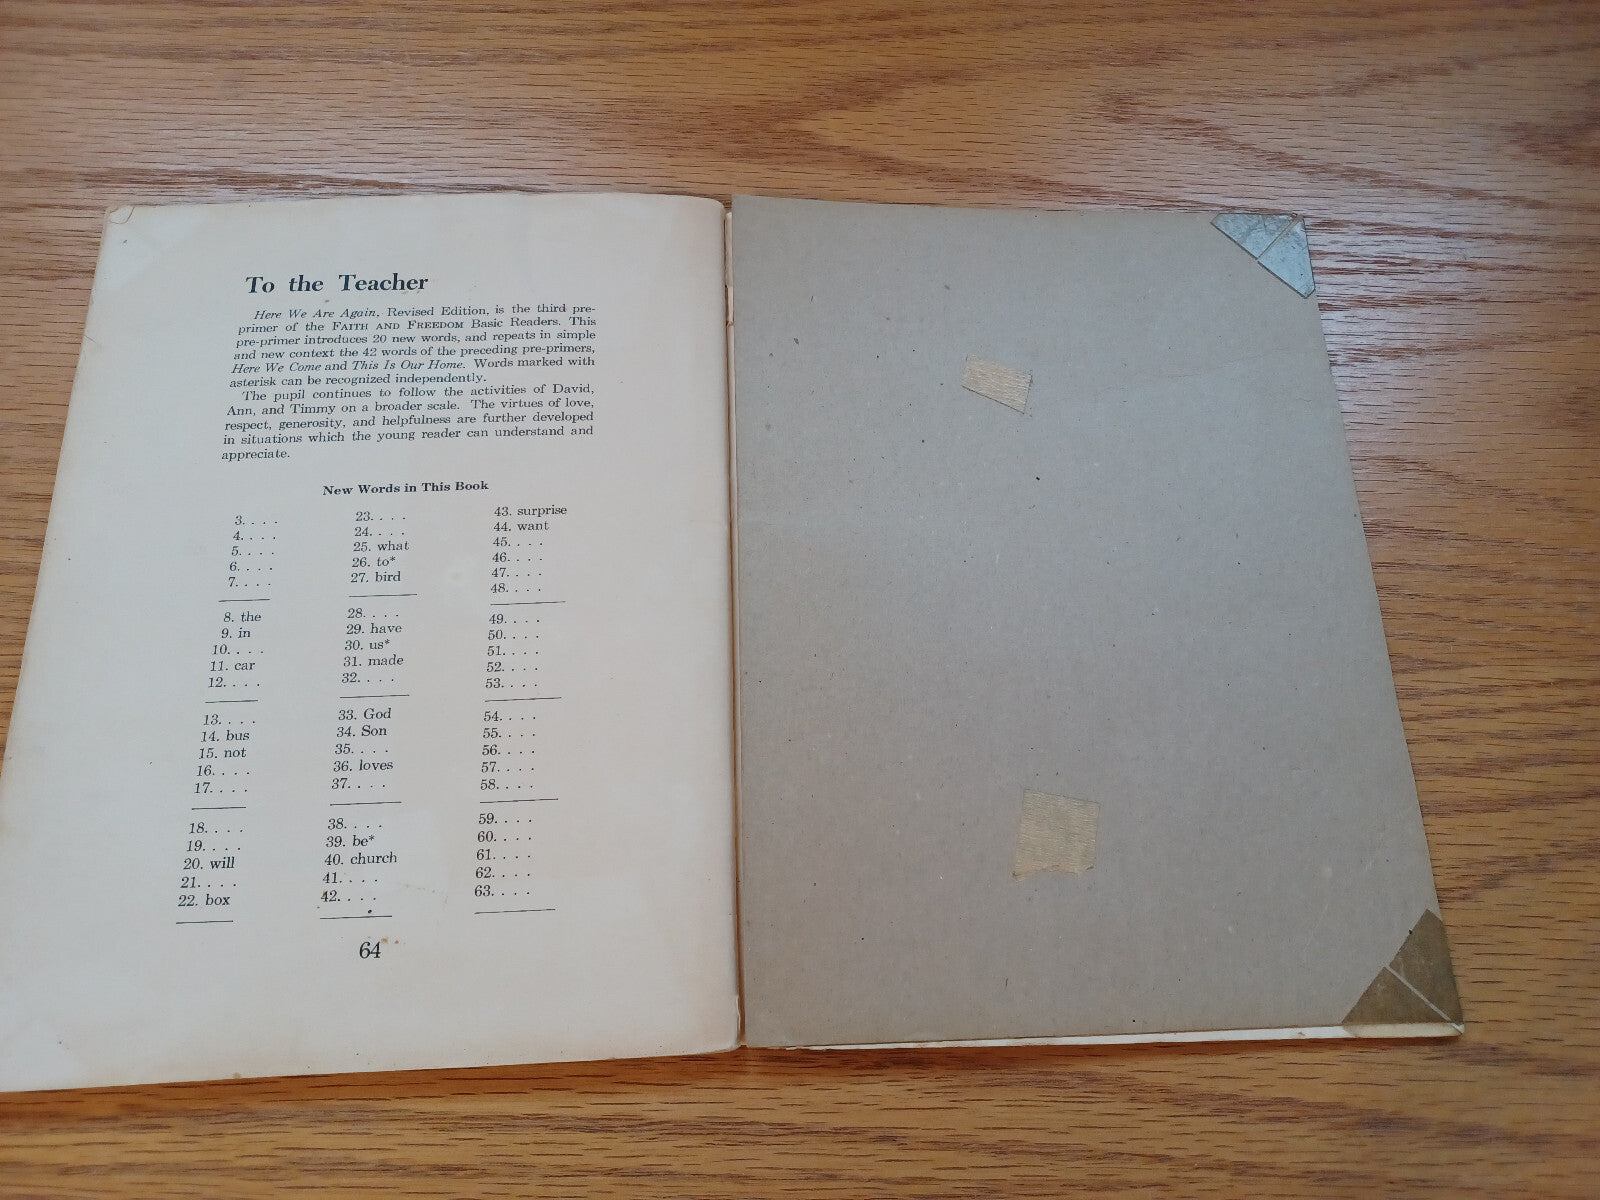 To the Teacher
Here We Are Again, Revised Edition, is the third pre-
primer of the FAITH AND FREEDOM Basic Readers. This
pre-primer introduces 20 new words, and repeats in simple
and new context the 42 words of the preceding pre-primers,
Here We Come and This Is Our Home. Words marked with
asterisk can be recognized independently.
The pupil continues to follow the activities of David,
Ann, and Timmy on a broader scale. The virtues of love,
respect, generosity, and helpfulness are further developed
in situations which the young reader can understand and
appreciate.
New Words in This Book
3. . . .
4. . . .
5. . . .
6. . . .
7. . . .
8. the
9. in
10. . . .
11. car
12. . . .
13. . . .
14. bus
15. not
16. . . .
17. . . .
18. . . .
19. . . .
20. will
21. . . .
22. box
23. . . .
24. . . .
25. what
26. to*
27. bird
28. . . .
29. have
30. us*
31. made
32. . . .
33. God
34. Son
35. . . .
36. loves
37. . . .
38. . . .
39. be*
40. church
41. . . .
42. . . .
43. surprise
44. want
45. . . .
46. . . .
47. . . .
48. . . .
49. . . .
50. . . .
51. . . .
52. . . .
53. . . .
54. . . .
55. . . .
56. . . .
57. . . .
58. . . .
59. . . .
60. . . .
61. . . .
62. . . .
63. . . .
64